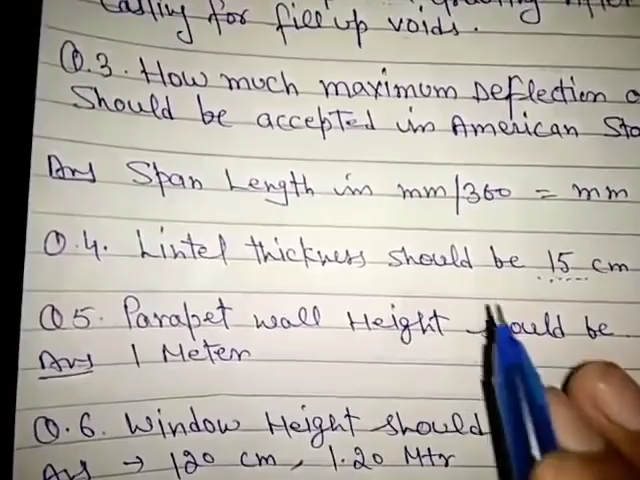 for fill up voids.
Q.3. How much maximum Deflection
Should be accepted in American
Ans Span Length in mm/360 = mm
Q.4. Lintel thickness should be 15 cm
Q5. Parapet wall Height should be
Ans 1 Meter
Q.6. Window Height should
Ans → 120 cm, 1.20 Mtr